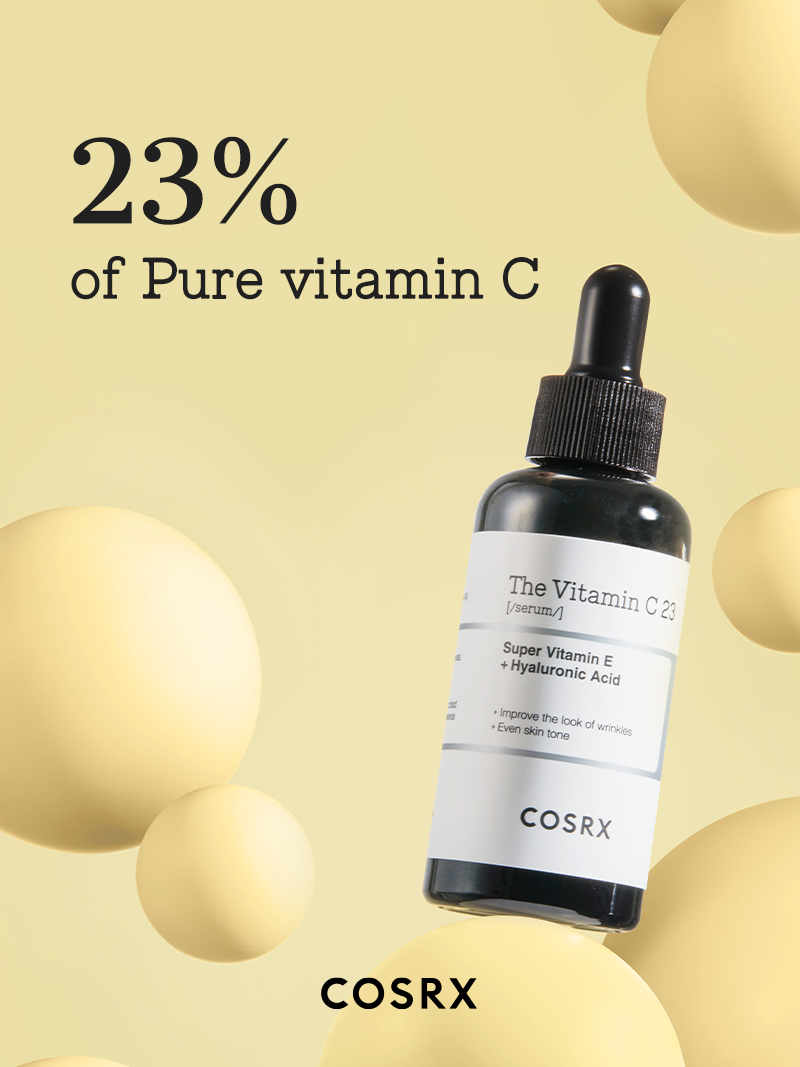 23%
of Pure vitamin C
The Vitamin C 23
[/serum/]
Super Vitamin E
+Hyaluronic Acid
+ Improve the look of wrinkles
+ Even skin tone
COSRX
COSRX